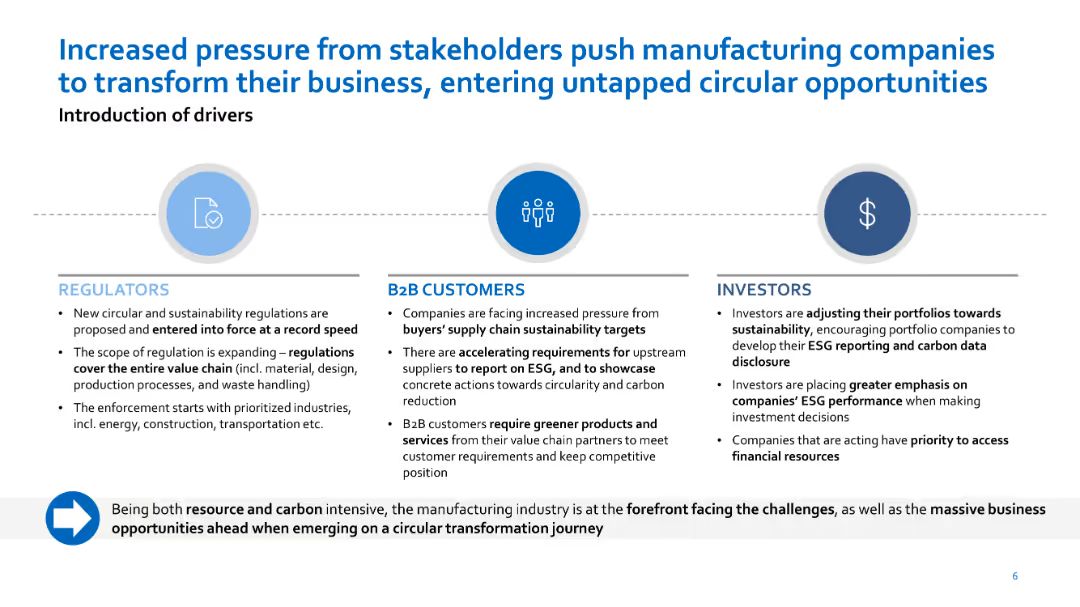 Increased pressure from stakeholders push manufacturing companies
to transform their business, entering untapped circular opportunities
Introduction of drivers
$
REGULATORS
• New circular and sustainability regulations are
proposed and entered into force at a record speed
• The scope of regulation is expanding – regulations
cover the entire value chain (incl. material, design,
production processes, and waste handling)
• The enforcement starts with prioritized industries,
incl. energy, construction, transportation etc.
B2B CUSTOMERS
• Companies are facing increased pressure from
buyers’ supply chain sustainability targets
• There are accelerating requirements for upstream
suppliers to report on ESG, and to showcase
concrete actions towards circularity and carbon
reduction
• B2B customers require greener products and
services from their value chain partners to meet
customer requirements and keep competitive
position
INVESTORS
• Investors are adjusting their portfolios towards
sustainability, encouraging portfolio companies to
develop their ESG reporting and carbon data
disclosure
• Investors are placing greater emphasis on
companies’ ESG performance when making
investment decisions
• Companies that are acting have priority to access
financial resources
Being both resource and carbon intensive, the manufacturing industry is at the forefront facing the challenges, as well as the massive business
opportunities ahead when emerging on a circular transformation journey
6